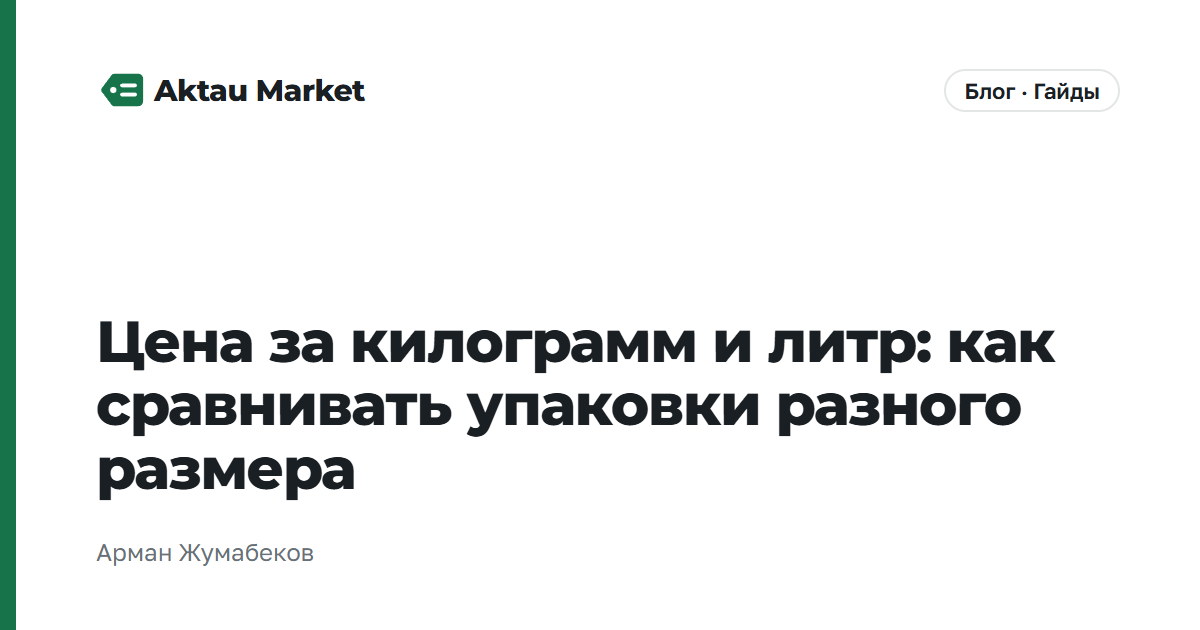 Aktau Market
Блог · Гайды
Цена за килограмм и литр: как
сравнивать упаковки разного
размера
Арман Жумабеков